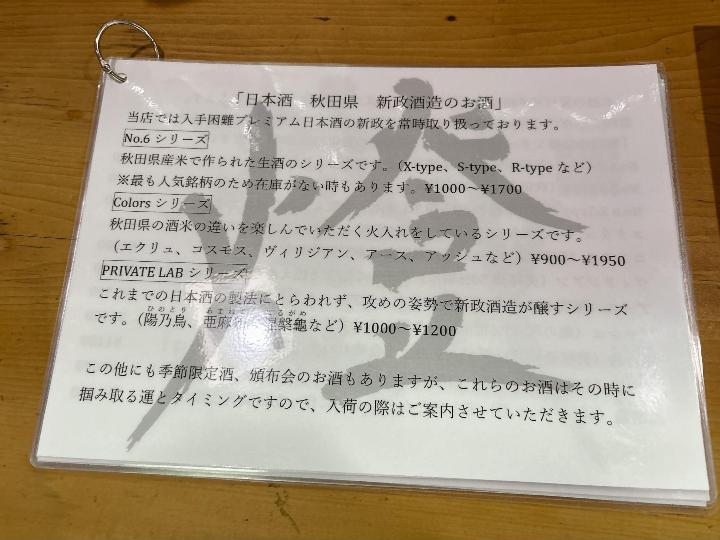 「日本酒　秋田県　新政酒造のお酒」
当店では入手困難プレミアム日本酒の新政を常時取り扱っております。
No.6 シリーズ
秋田県産米で作られた生酒のシリーズです。（X-type、S-type、R-type など）
※最も人気銘柄のため在庫がない時もあります。¥1000～¥1700
Colors シリーズ
秋田県の酒米の違いを楽しんでいただく火入れをしているシリーズです。
（エクリュ、コスモス、ヴィリジアン、アース、アッシュなど）¥900～¥1950
PRIVATE LAB シリーズ
これまでの日本酒の製法にとらわれず、攻めの姿勢で新政酒造が醸すシリーズ
です。（陽乃鳥、亜麻 龜など）¥1000～¥1200
この他にも季節限定酒、頒布会のお酒もありますが、これらのお酒はその時に
掴み取る運とタイミングですので、入荷の際はご案内させていただきます。